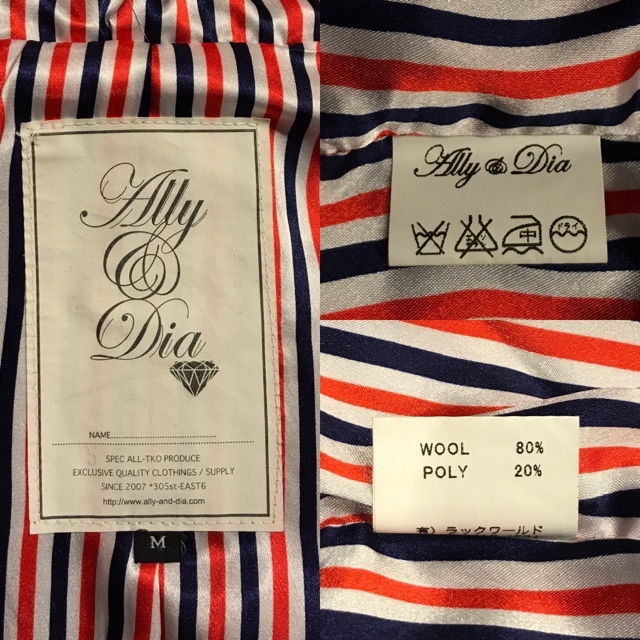 Ally
&
Dia
NAME........................................
SPEC ALL-TKO PRODUCE
EXCLUSIVE QUALITY CLOTHINGS / SUPPLY
SINCE 2007 *305st-EAST6
http://www.ally-and-dia.com
M
Ally & Dia
WOOL 80%
POLY 20%
有）ラックワールド